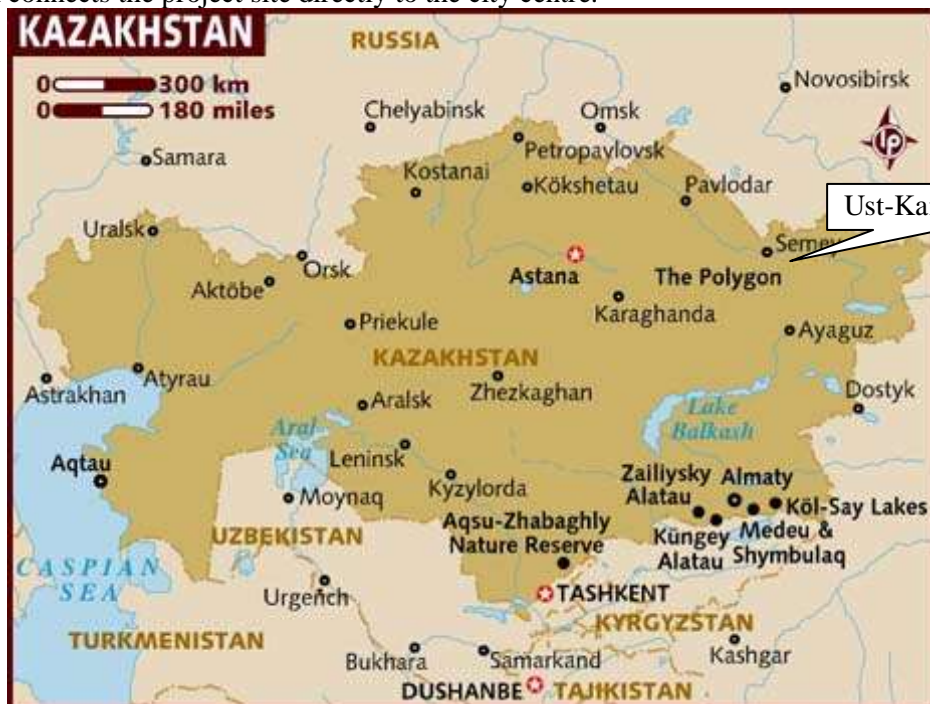 connects the project site directly to the city centre.
KAZAKHSTAN
RUSSIA
0 300 km
0 180 miles
Novosibirsk
Chelyabinsk
Omsk
Samara
Petropavlovsk
Kostanai
Kökshetau
Pavlodar
Ust-Ka
Uralsk
Semey
Orsk
Astana
The Polygon
Aktöbe
Karaghanda
Priekule
Ayaguz
KAZAKHSTAN
Atyrau
Zhezkaghan
Astrakhan
Dostyk
Aralsk
Lake
Balkash
Aral
Sea
Leninsk
Aqtau
Zailiysky
Alatau
Almaty
Kyzylorda
Moynaq
Köl-Say Lakes
Aqsu-Zhabaghly
Nature Reserve
Küngey
Alatau
Medeu &
Shymbulaq
UZBEKISTAN
CASPIAN
SEA
Urgench
TASHKENT
KYRGYZSTAN
TURKMENISTAN
Bukhara
Samarkand
Kashgar
DUSHANBE
TAJIKISTAN
LP